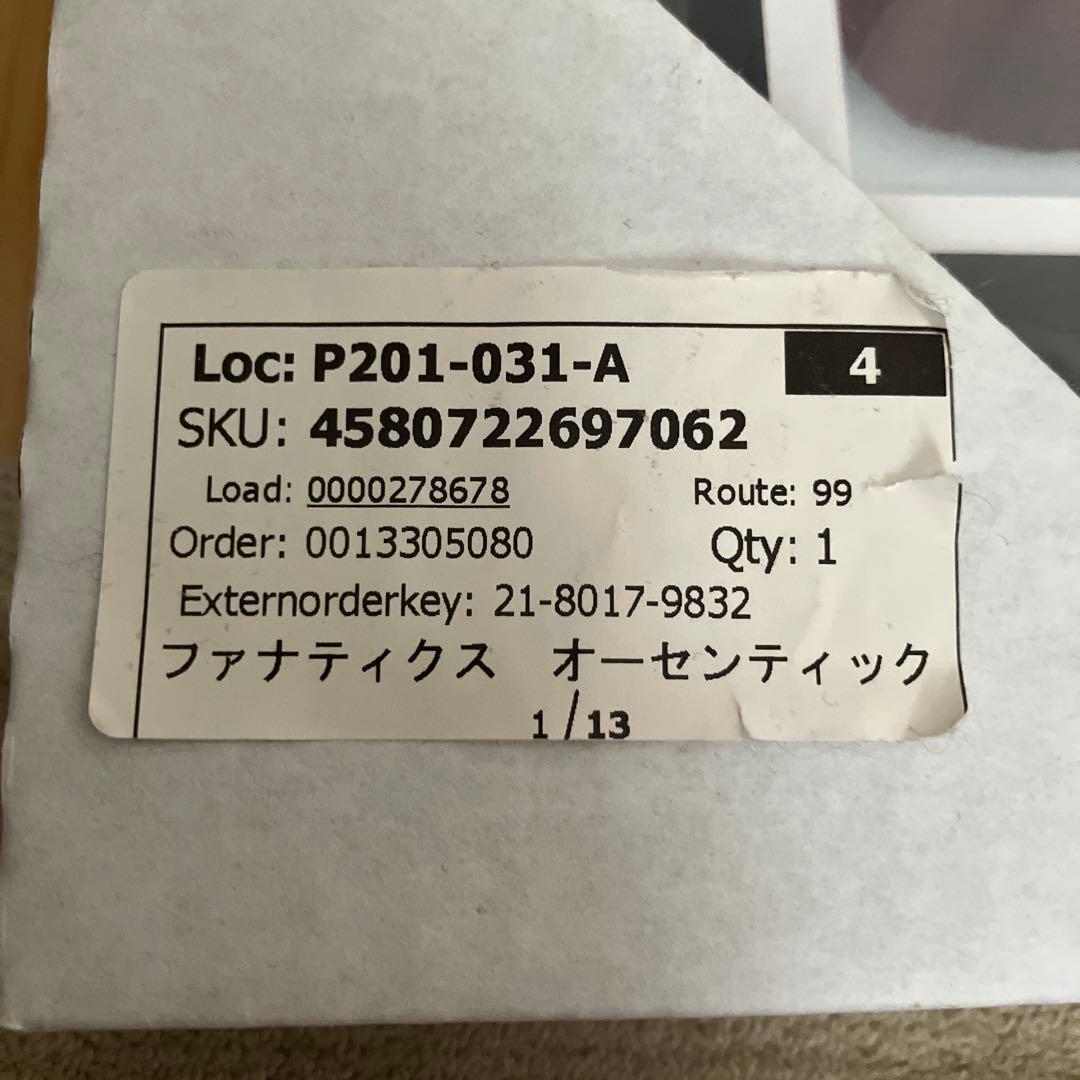 Loc: P201-031-A 4
SKU: 4580722697062
Load: 0000278678 Route: 99
Order: 0013305080 Qty: 1
Externorderkey: 21-8017-9832
ファナティクス　オーセンティック
1 / 13